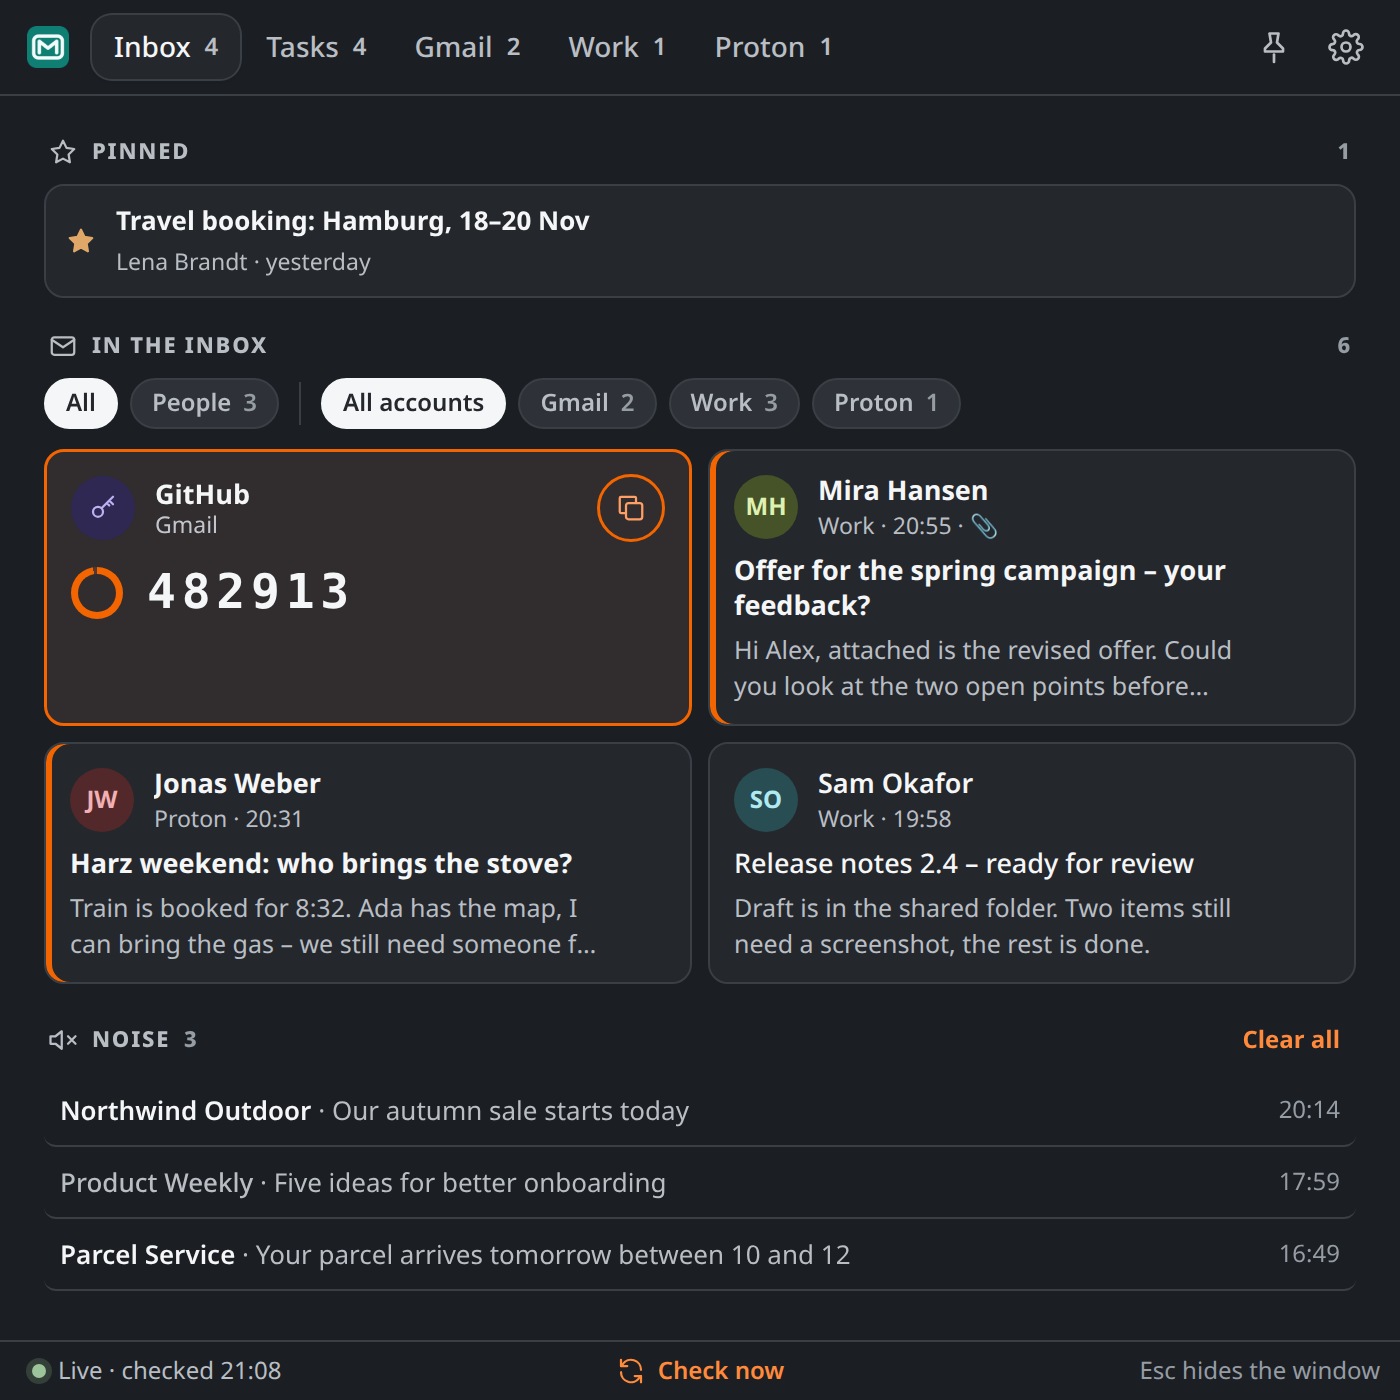 Inbox 4 Tasks 4 Gmail 2 Work 1 Proton 1
PINNED 1
Travel booking: Hamburg, 18–20 Nov
Lena Brandt · yesterday
IN THE INBOX 6
All People 3 All accounts Gmail 2 Work 3 Proton 1
GitHub
Gmail
482913
MH
Mira Hansen
Work · 20:55 · 📎
Offer for the spring campaign – your
feedback?
Hi Alex, attached is the revised offer. Could
you look at the two open points before…
JW
Jonas Weber
Proton · 20:31
Harz weekend: who brings the stove?
Train is booked for 8:32. Ada has the map, I
can bring the gas – we still need someone f…
SO
Sam Okafor
Work · 19:58
Release notes 2.4 – ready for review
Draft is in the shared folder. Two items still
need a screenshot, the rest is done.
NOISE 3 Clear all
Northwind Outdoor · Our autumn sale starts today 20:14
Product Weekly · Five ideas for better onboarding 17:59
Parcel Service · Your parcel arrives tomorrow between 10 and 12 16:49
Live · checked 21:08 Check now Esc hides the window